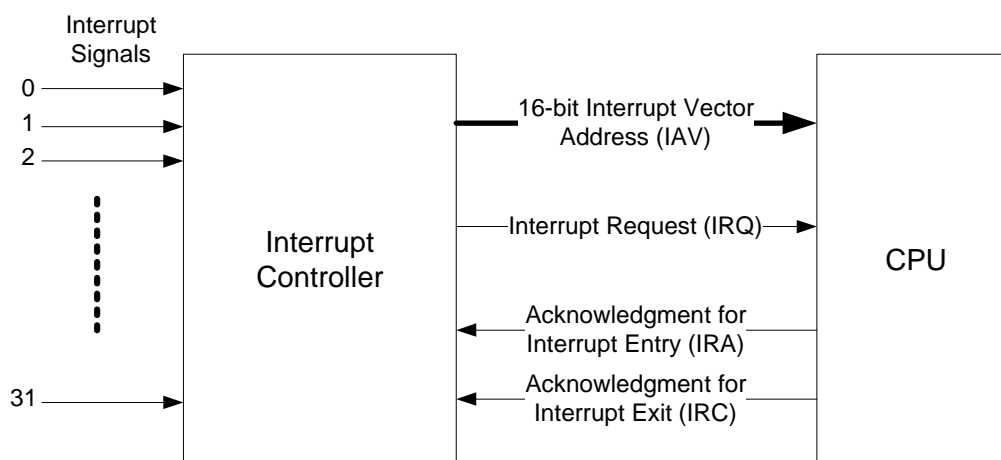 Interrupt
Signals
0
1
2
31
Interrupt
Controller
16-bit Interrupt Vector
Address (IAV)
Interrupt Request (IRQ)
Acknowledgment for
Interrupt Entry (IRA)
Acknowledgment for
Interrupt Exit (IRC)
CPU